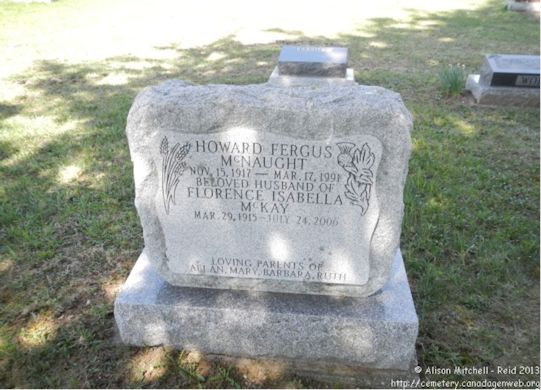 HOWARD FERGUS
McNAUGHT
NOV. 15, 1917 — MAR. 17, 1991
BELOVED HUSBAND OF
FLORENCE ISABELLA
McKAY
MAR. 29, 1915 – JULY 24, 2006
LOVING PARENTS OF
ALLAN, MARY, BARBARA, RUTH
© Alison Mitchell - Reid 2013
http://cemetery.canadagenweb.org